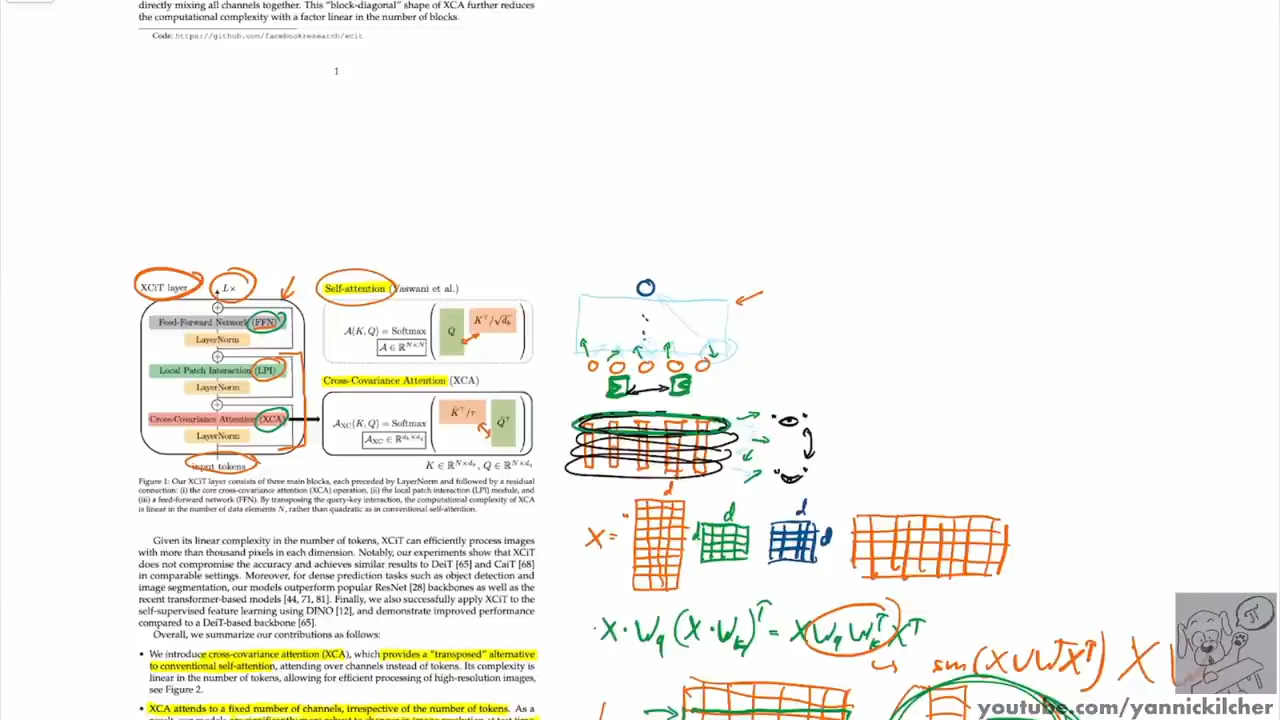 directly mixing all channels together. This "block-diagonal" shape of XCA further reduces
the computational complexity with a factor linear in the number of blocks.
Code: https://github.com/facebookresearch/xcit
1
XCiT layer
L×
Feed-Forward Network (FFN)
LayerNorm
Local Patch Interaction (LPI)
LayerNorm
Cross-Covariance Attention (XCA)
LayerNorm
input tokens
Self-attention (Vaswani et al.)
A(K, Q) = Softmax
A ∈ ℝ^{N×N}
Q
K^⊤/√d_k
Cross-Covariance Attention (XCA)
A_XC(K, Q) = Softmax
A_XC ∈ ℝ^{d_k×d_q}
K̂^⊤/τ
Q̂^⊤
K ∈ ℝ^{N×d_k}, Q ∈ ℝ^{N×d_q}
Figure 1: Our XCiT layer consists of three main blocks, each preceded by LayerNorm and followed by a residual
connection: (i) the core cross-covariance attention (XCA) operation, (ii) the local patch interaction (LPI) module, and
(iii) a feed-forward network (FFN). By transposing the query-key interaction, the computational complexity of XCA
is linear in the number of data elements N, rather than quadratic as in conventional self-attention.
Given its linear complexity in the number of tokens, XCiT can efficiently process images
with more than thousand pixels in each dimension. Notably, our experiments show that XCiT
does not compromise the accuracy and achieves similar results to DeiT [65] and CaiT [68]
in comparable settings. Moreover, for dense prediction tasks such as object detection and
image segmentation, our models outperform popular ResNet [28] backbones as well as the
recent transformer-based models [44, 71, 81]. Finally, we also successfully apply XCiT to the
self-supervised feature learning using DINO [12], and demonstrate improved performance
compared to a DeiT-based backbone [65].
Overall, we summarize our contributions as follows:
• We introduce cross-covariance attention (XCA), which provides a "transposed" alternative
to conventional self-attention, attending over channels instead of tokens. Its complexity is
linear in the number of tokens, allowing for efficient processing of high-resolution images,
see Figure 2.
• XCA attends to a fixed number of channels, irrespective of the number of tokens. As a
d
d
d
X =
d
d
X · W_q (X · W_k)^T = X W_q W_k^T X^T
sm(X W W^T X^T) X
youtube.com/yannickilcher